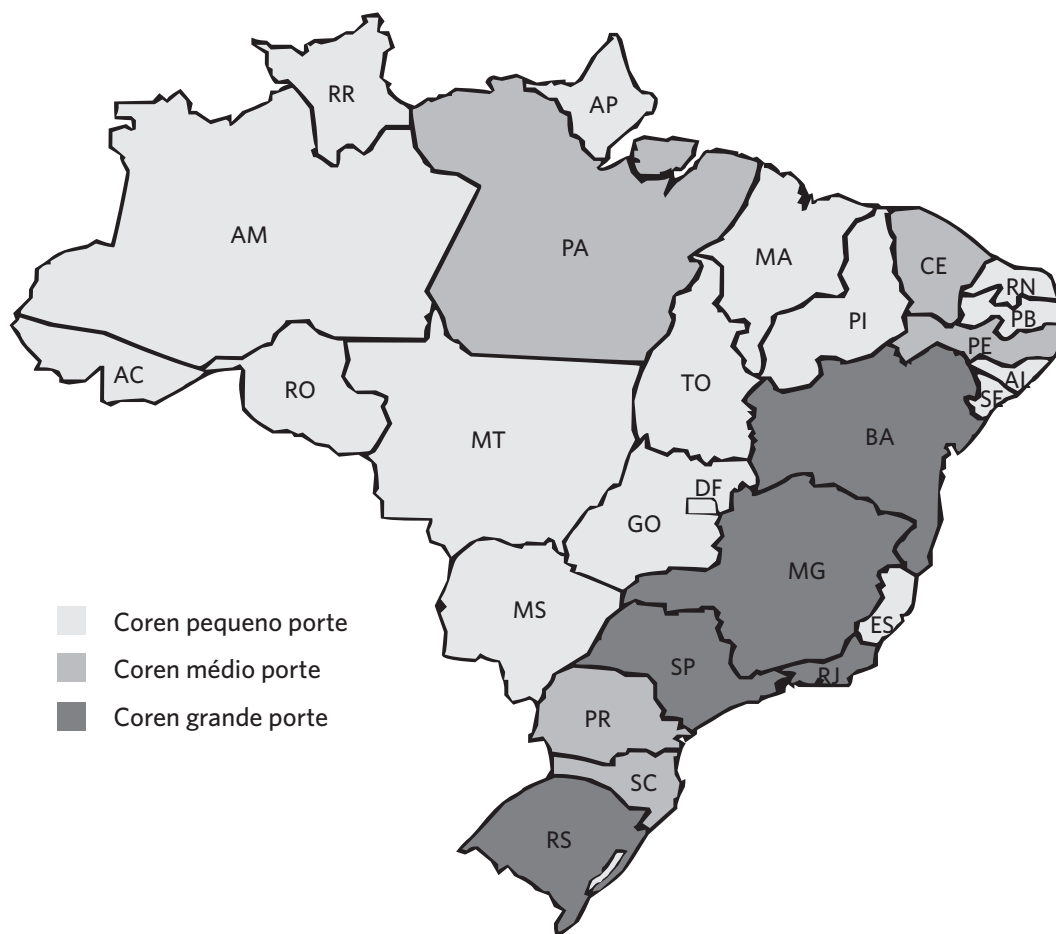 RR
AP
AM
PA
MA
CE
RN
PB
PI
PE
AC
RO
TO
AL
SE
MT
BA
DF
GO
MG
MS
ES
SP
RJ
PR
SC
RS
Coren pequeno porte
Coren médio porte
Coren grande porte